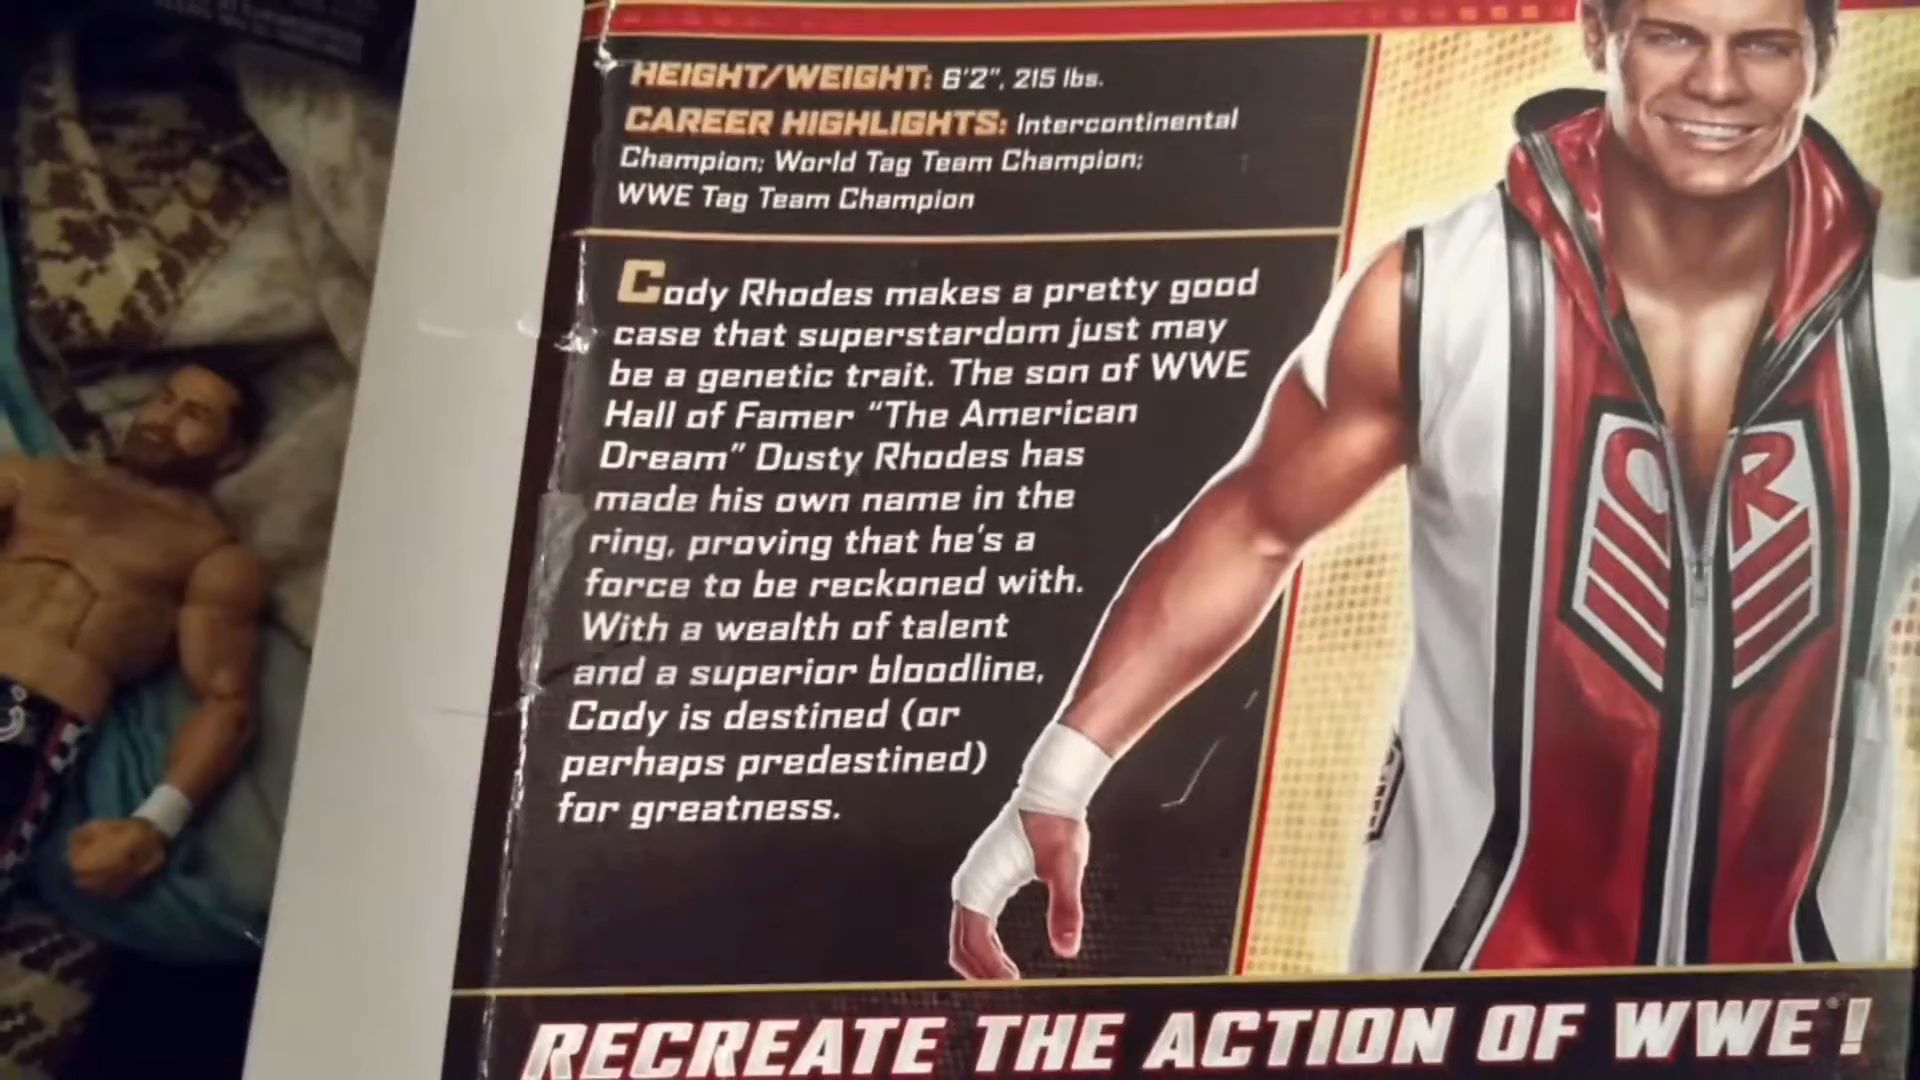 HEIGHT/WEIGHT: 6'2", 215 lbs.
CAREER HIGHLIGHTS: Intercontinental
Champion; World Tag Team Champion;
WWE Tag Team Champion
Cody Rhodes makes a pretty good
case that superstardom just may
be a genetic trait. The son of WWE
Hall of Famer “The American
Dream” Dusty Rhodes has
made his own name in the
ring, proving that he's a
force to be reckoned with.
With a wealth of talent
and a superior bloodline,
Cody is destined (or
perhaps predestined)
for greatness.
CR
RECREATE THE ACTION OF WWE®!